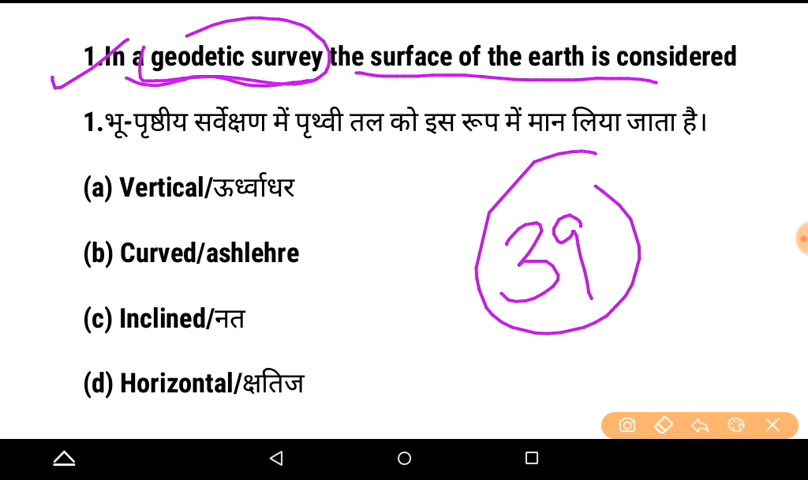 1.In a geodetic survey the surface of the earth is considered
1.भू-पृष्ठीय सर्वेक्षण में पृथ्वी तल को इस रूप में मान लिया जाता है।
(a) Vertical/ऊर्ध्वाधर
(b) Curved/ashlehre
39
(c) Inclined/नत
(d) Horizontal/क्षतिज